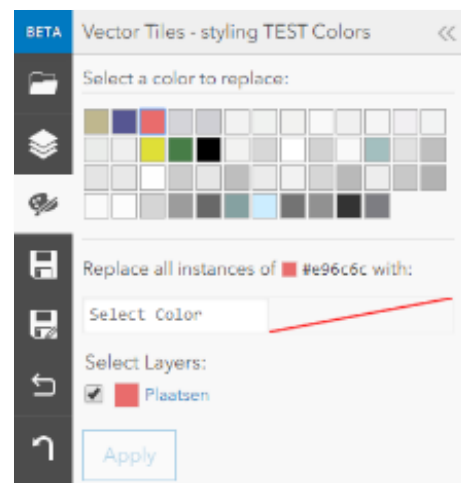 BETA Vector Tiles - styling TEST Colors
Select a color to replace:
Replace all instances of #e96c6c with:
Select Color
Select Layers:
Plaatsen
Apply